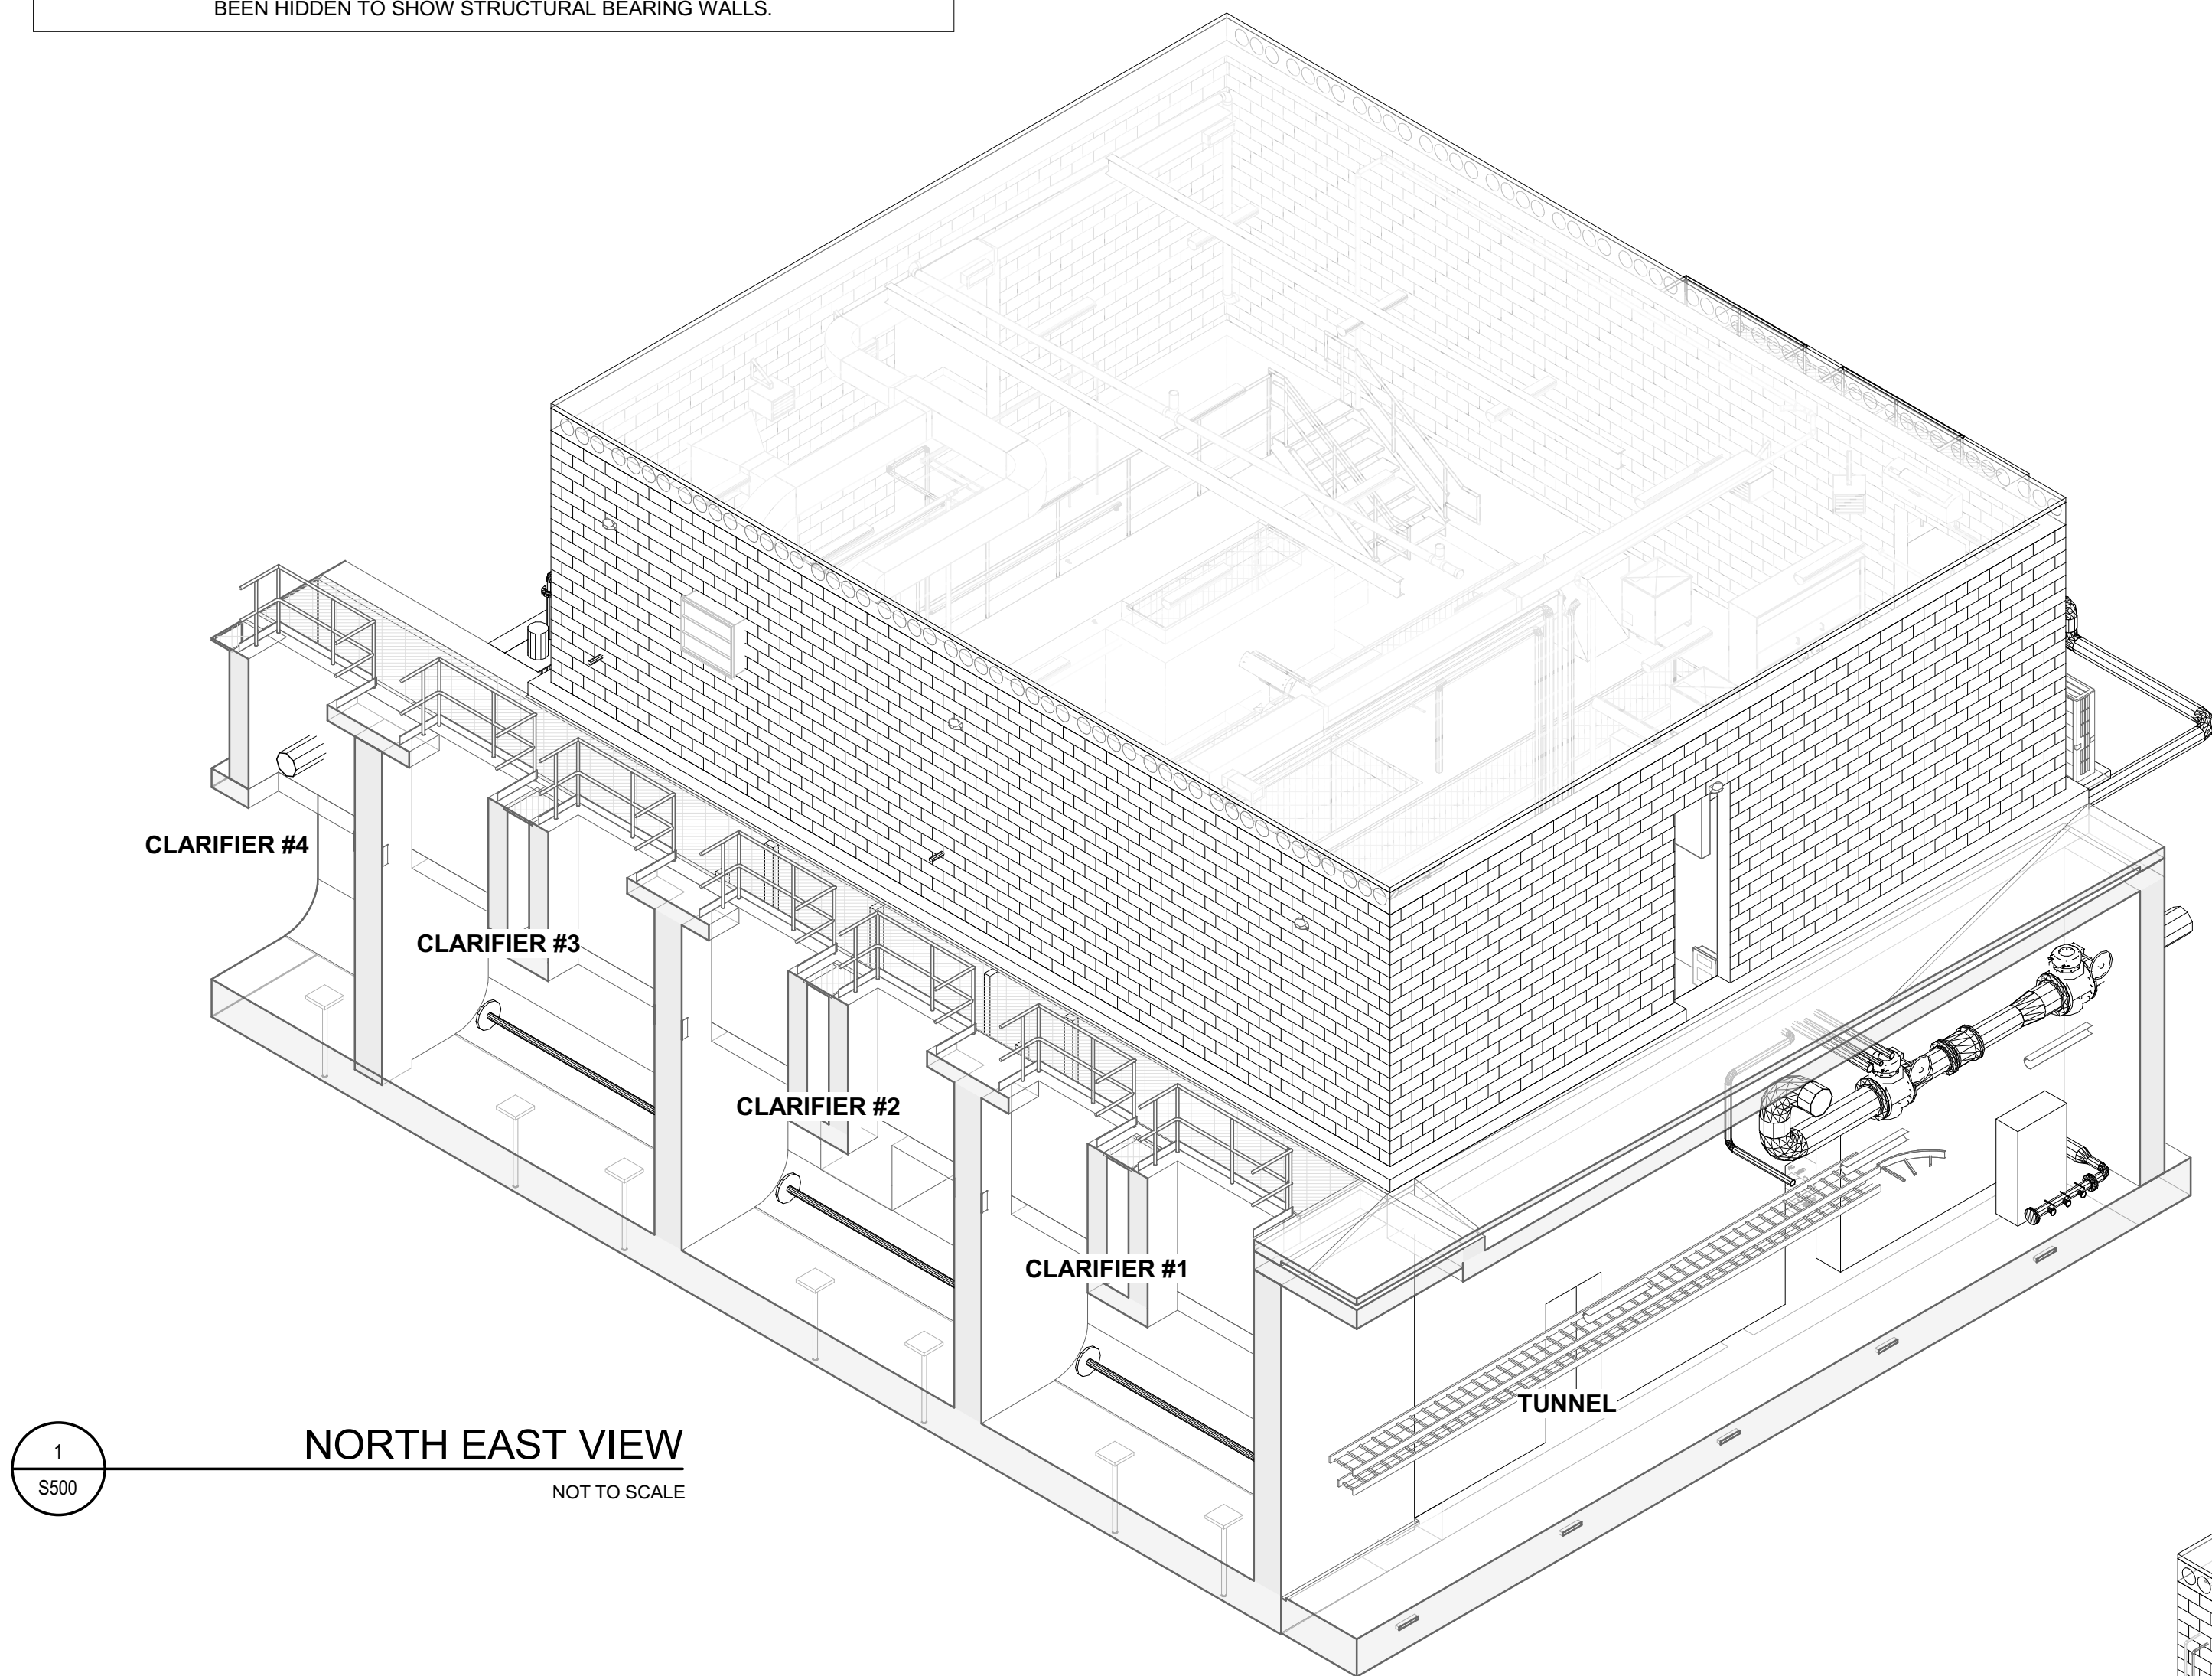 BEEN HIDDEN TO SHOW STRUCTURAL BEARING WALLS.
CLARIFIER #4
CLARIFIER #3
CLARIFIER #2
CLARIFIER #1
TUNNEL
1
S500
NORTH EAST VIEW
NOT TO SCALE